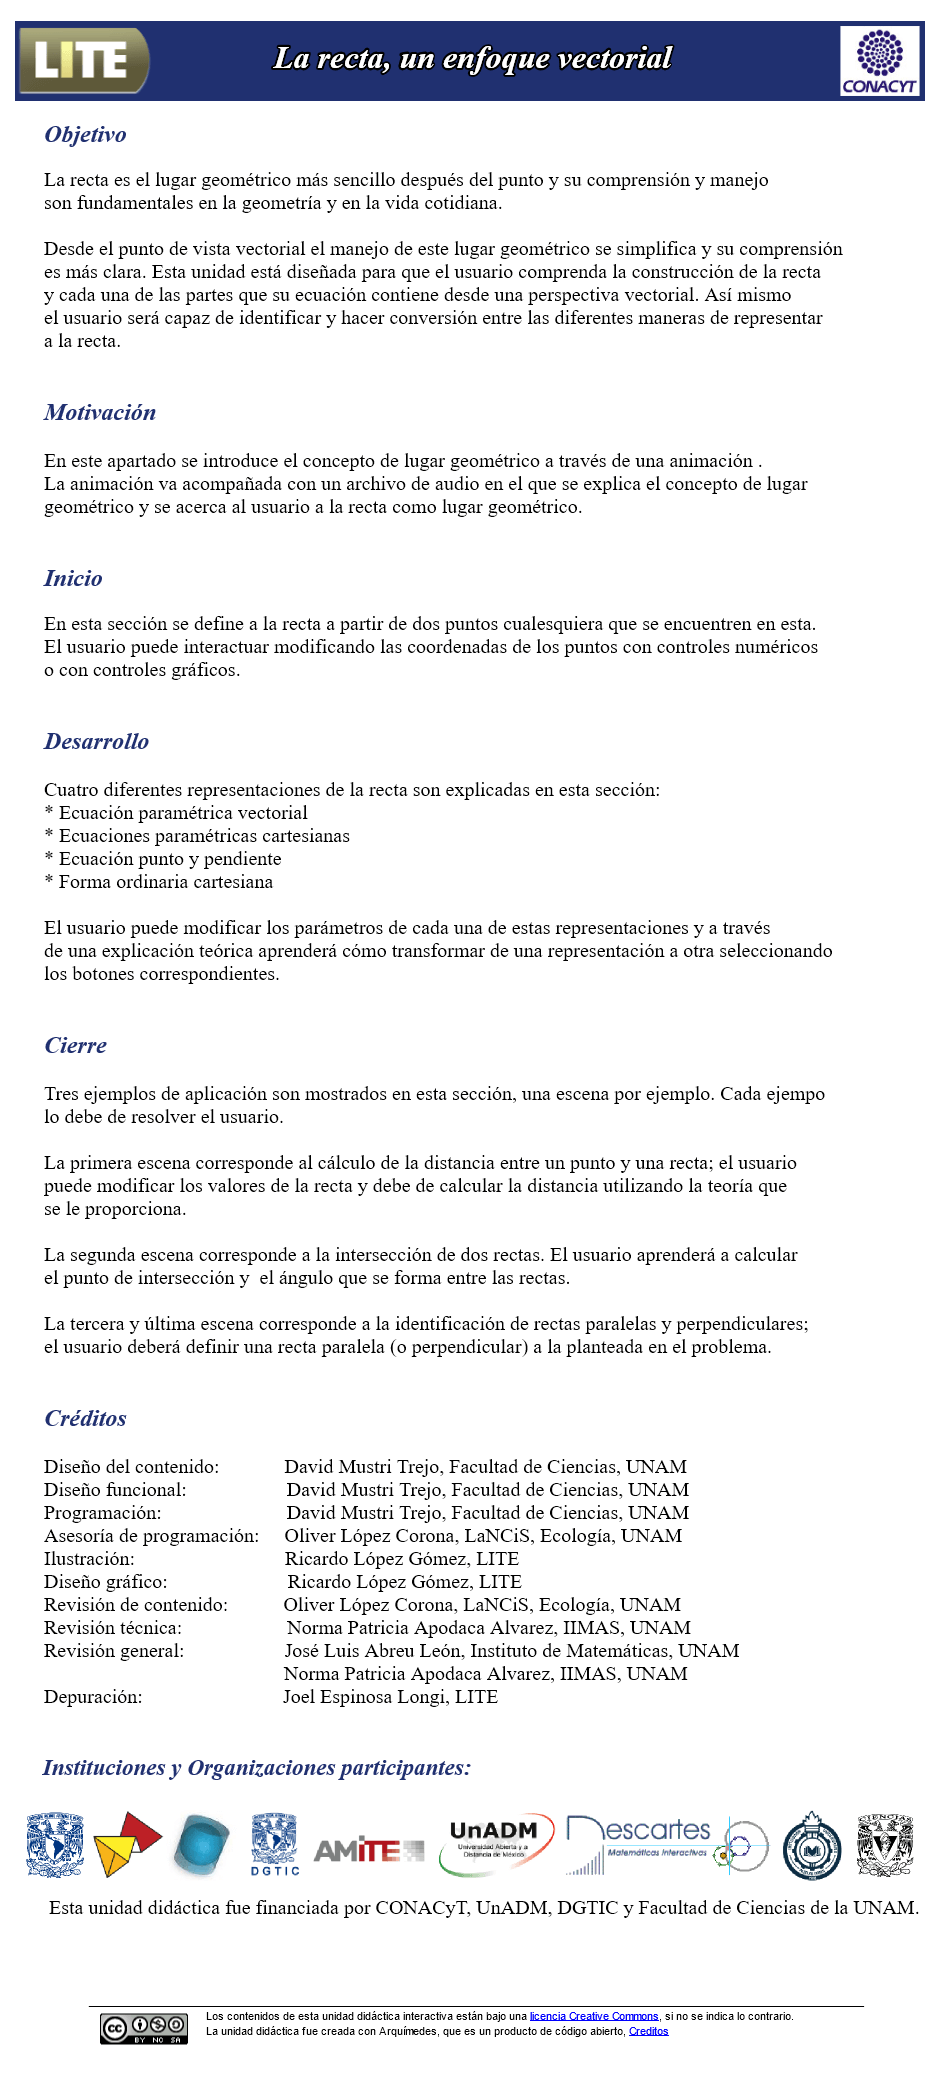 LITE
La recta, un enfoque vectorial
CONACYT
Objetivo
La recta es el lugar geométrico más sencillo después del punto y su comprensión y manejo
son fundamentales en la geometría y en la vida cotidiana.
Desde el punto de vista vectorial el manejo de este lugar geométrico se simplifica y su comprensión
es más clara. Esta unidad está diseñada para que el usuario comprenda la construcción de la recta
y cada una de las partes que su ecuación contiene desde una perspectiva vectorial. Así mismo
el usuario será capaz de identificar y hacer conversión entre las diferentes maneras de representar
a la recta.
Motivación
En este apartado se introduce el concepto de lugar geométrico a través de una animación .
La animación va acompañada con un archivo de audio en el que se explica el concepto de lugar
geométrico y se acerca al usuario a la recta como lugar geométrico.
Inicio
En esta sección se define a la recta a partir de dos puntos cualesquiera que se encuentren en esta.
El usuario puede interactuar modificando las coordenadas de los puntos con controles numéricos
o con controles gráficos.
Desarrollo
Cuatro diferentes representaciones de la recta son explicadas en esta sección:
* Ecuación paramétrica vectorial
* Ecuaciones paramétricas cartesianas
* Ecuación punto y pendiente
* Forma ordinaria cartesiana
El usuario puede modificar los parámetros de cada una de estas representaciones y a través
de una explicación teórica aprenderá cómo transformar de una representación a otra seleccionando
los botones correspondientes.
Cierre
Tres ejemplos de aplicación son mostrados en esta sección, una escena por ejemplo. Cada ejempo
lo debe de resolver el usuario.
La primera escena corresponde al cálculo de la distancia entre un punto y una recta; el usuario
puede modificar los valores de la recta y debe de calcular la distancia utilizando la teoría que
se le proporciona.
La segunda escena corresponde a la intersección de dos rectas. El usuario aprenderá a calcular
el punto de intersección y  el ángulo que se forma entre las rectas.
La tercera y última escena corresponde a la identificación de rectas paralelas y perpendiculares;
el usuario deberá definir una recta paralela (o perpendicular) a la planteada en el problema.
Créditos
Diseño del contenido: David Mustri Trejo, Facultad de Ciencias, UNAM
Diseño funcional: David Mustri Trejo, Facultad de Ciencias, UNAM
Programación: David Mustri Trejo, Facultad de Ciencias, UNAM
Asesoría de programación: Oliver López Corona, LaNCiS, Ecología, UNAM
Ilustración: Ricardo López Gómez, LITE
Diseño gráfico: Ricardo López Gómez, LITE
Revisión de contenido: Oliver López Corona, LaNCiS, Ecología, UNAM
Revisión técnica: Norma Patricia Apodaca Alvarez, IIMAS, UNAM
Revisión general: José Luis Abreu León, Instituto de Matemáticas, UNAM
Norma Patricia Apodaca Alvarez, IIMAS, UNAM
Depuración: Joel Espinosa Longi, LITE
Instituciones y Organizaciones participantes:
DGTIC
AMITE
UnADM
Universidad Abierta y a
Distancia de México
Descartes
Matemáticas Interactivas
CIENCIAS
Esta unidad didáctica fue financiada por CONACyT, UnADM, DGTIC y Facultad de Ciencias de la UNAM.
cc
BY NC SA
Los contenidos de esta unidad didáctica interactiva están bajo una licencia Creative Commons, si no se indica lo contrario.
La unidad didáctica fue creada con Arquímedes, que es un producto de código abierto, Creditos